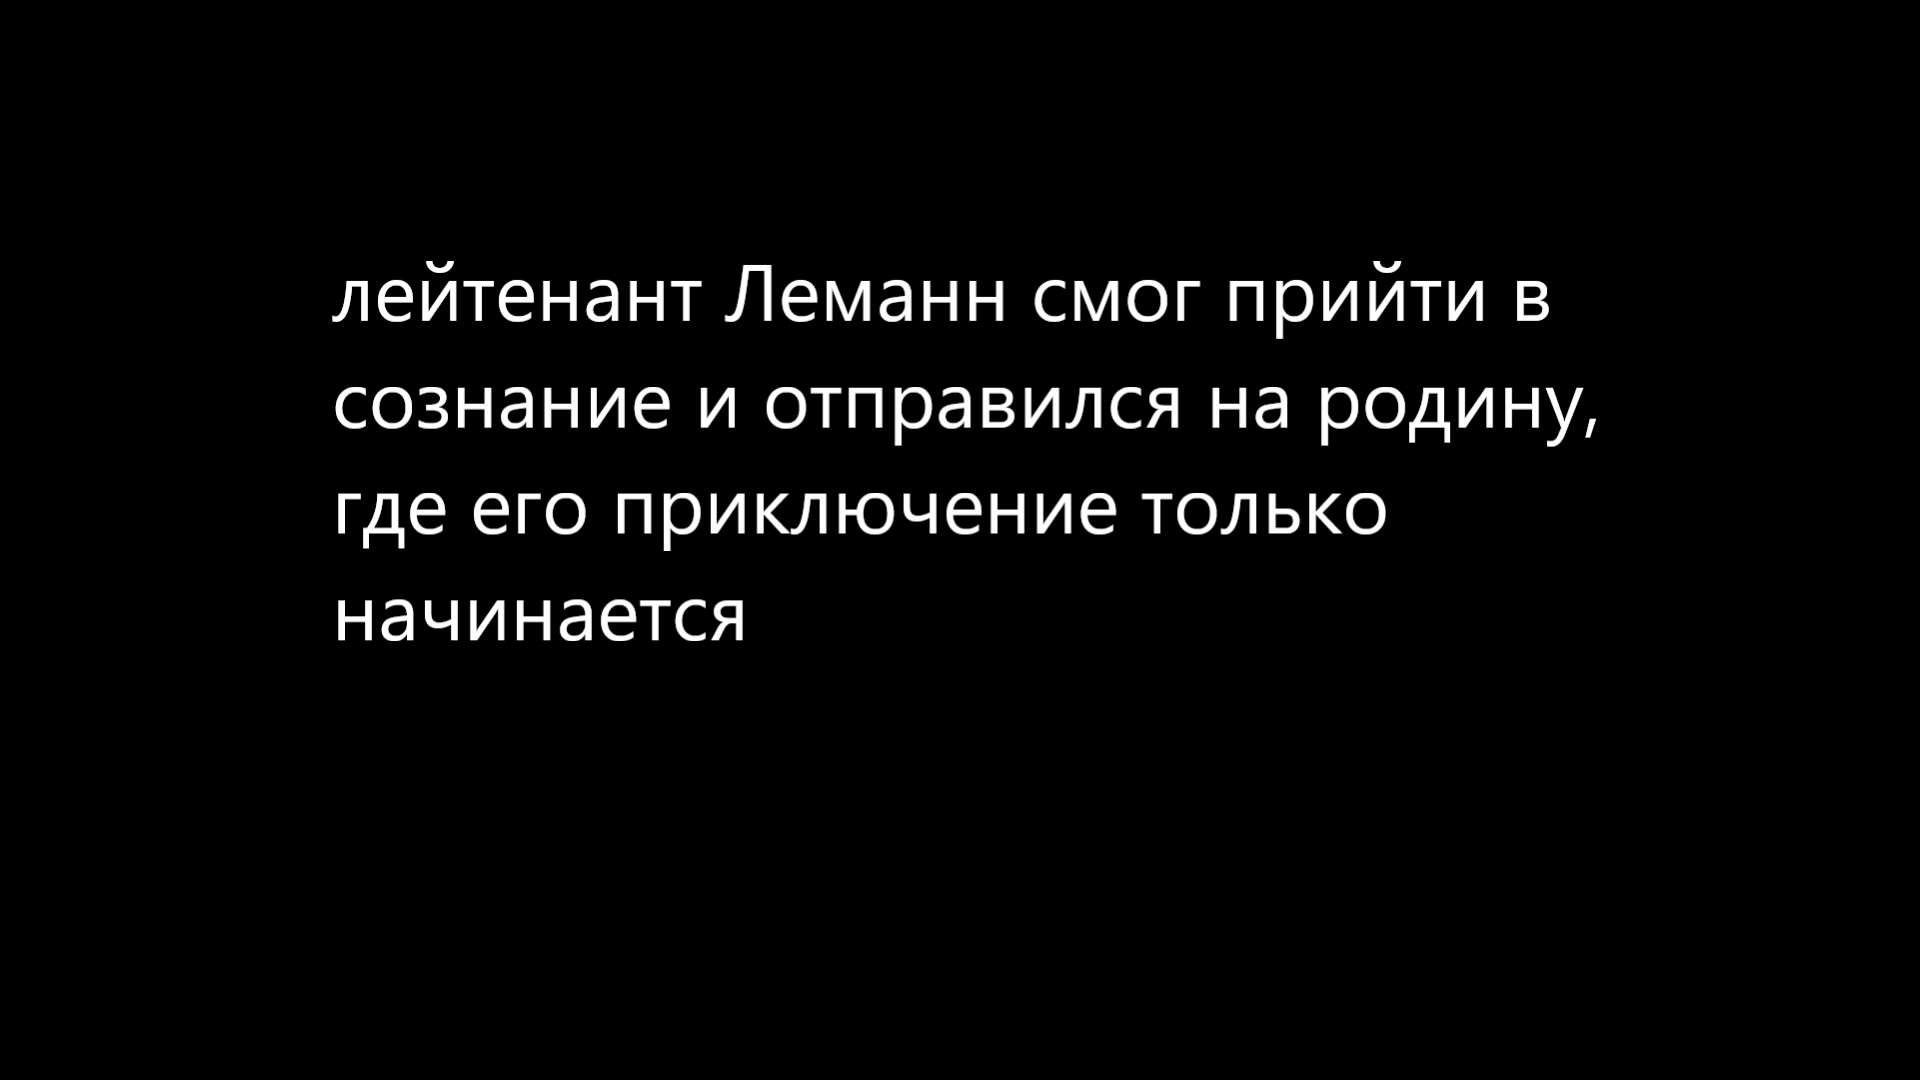 лейтенант Леманн смог прийти в
сознание и отправился на родину,
где его приключение только
начинается